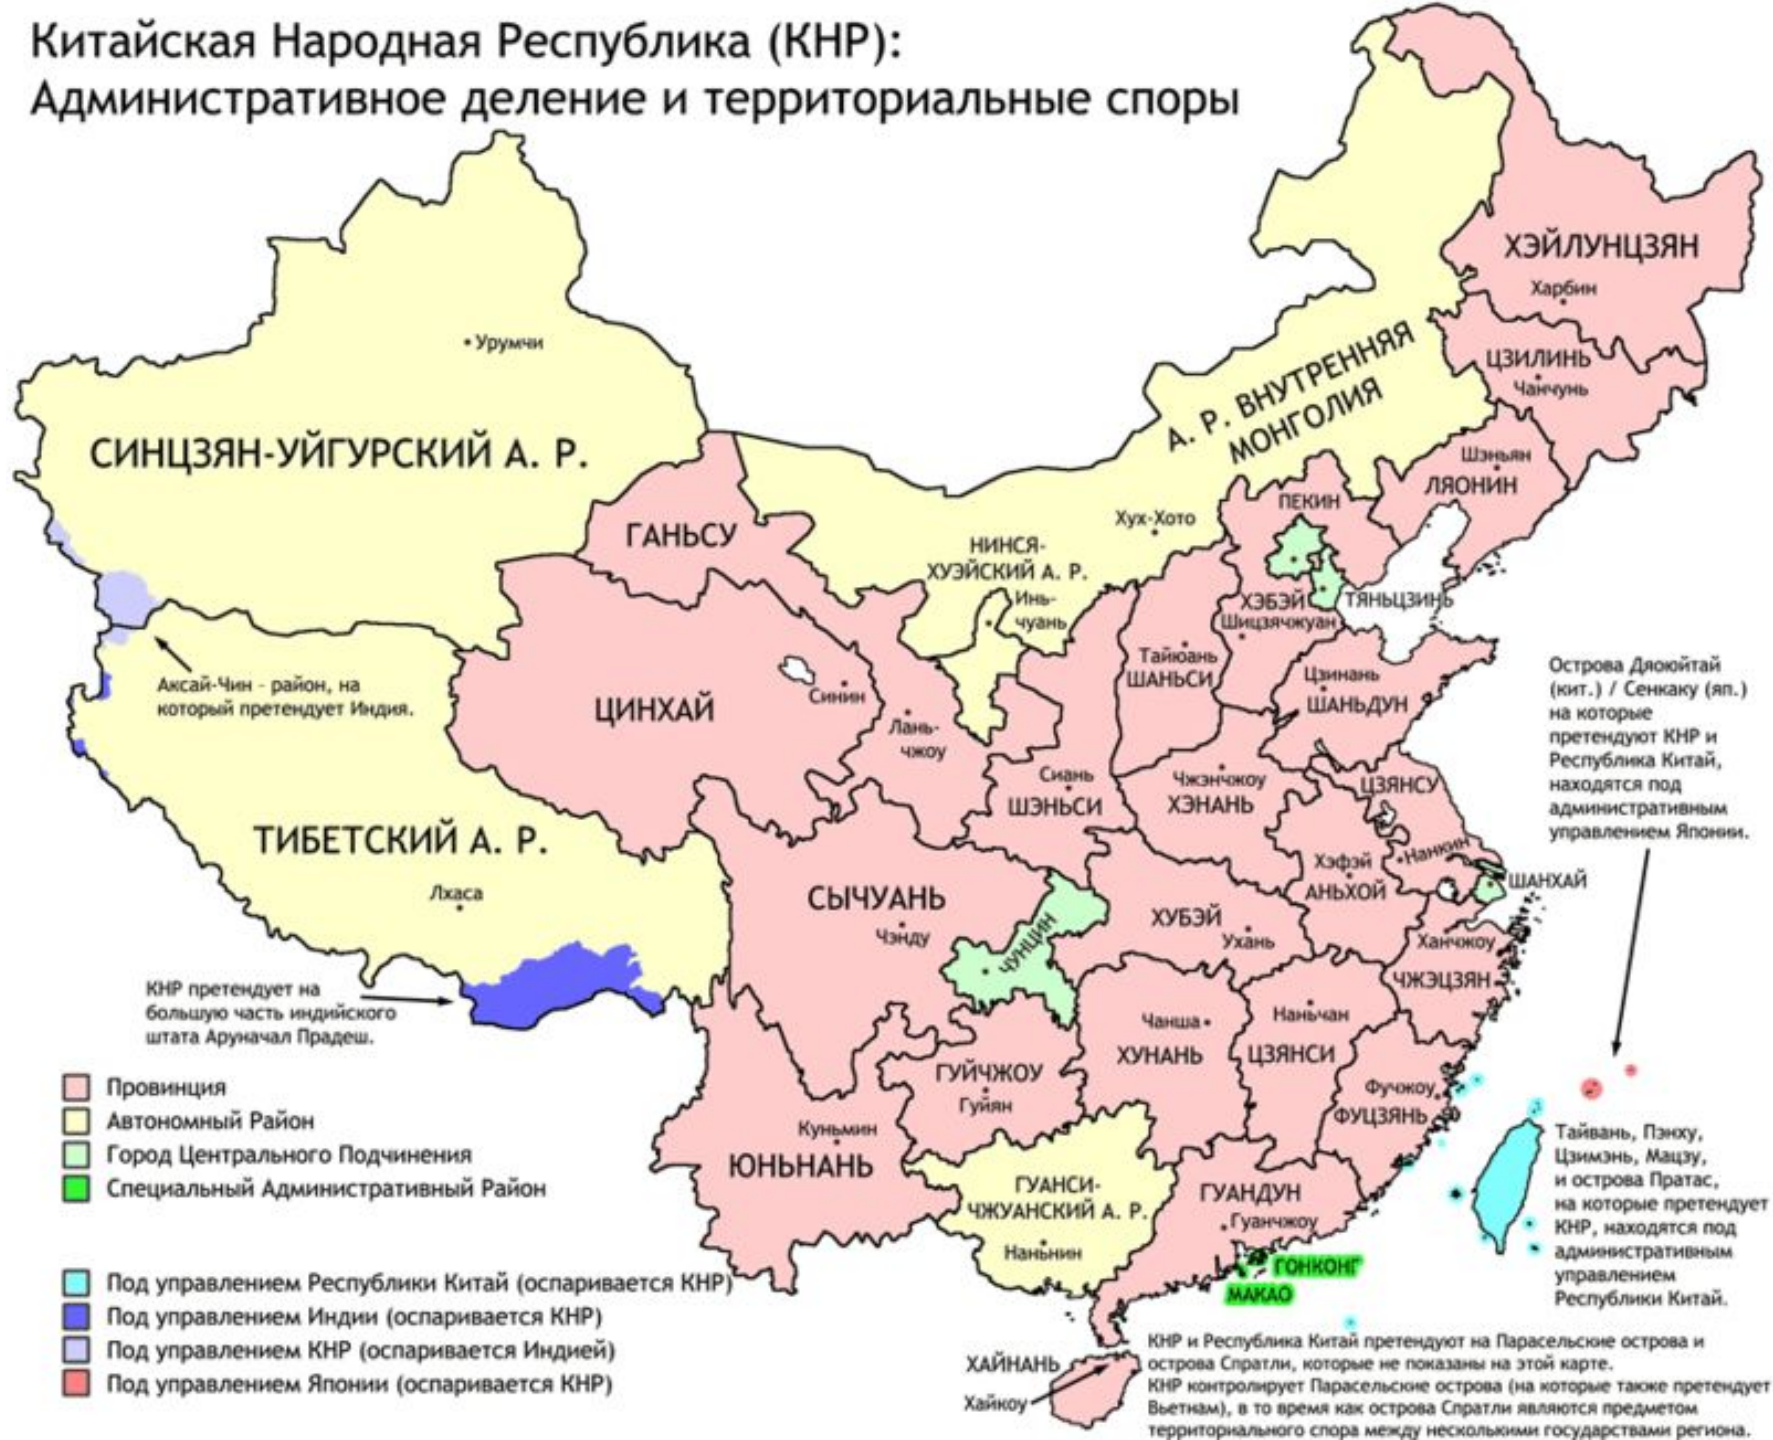 Китайская Народная Республика (КНР):
Административное деление и территориальные споры
ХЭЙЛУНЦЗЯН
Харбин
Урумчи
ЦЗИЛИНЬ
Чанчунь
А. Р. ВНУТРЕННЯЯ
МОНГОЛИЯ
СИНЦЗЯН-УЙГУРСКИЙ А. Р.
Шэньян
ЛЯОНИН
ПЕКИН
Хух-Хото
ГАНЬСУ
НИНСЯ-
ХУЭЙСКИЙ А. Р.
Инь-
чуань
ХЭБЭЙ
ТЯНЬЦЗИНЬ
Шицзячжуан
Тайюань
ШАНЬСИ
Цзинань
ШАНЬДУН
Аксай-Чин - район, на
который претендует Индия.
ЦИНХАЙ
Синин
Лань-
чжоу
Острова Дяоюйтай
(кит.) / Сенкаку (яп.)
на которые
претендуют КНР и
Республика Китай,
находятся под
административным
управлением Японии.
Сиань
ШЭНЬСИ
Чжэнчжоу
ХЭНАНЬ
ЦЗЯНСУ
Нанкин
Хэфэй
АНЬХОЙ
ШАНХАЙ
ТИБЕТСКИЙ А. Р.
Лхаса
СЫЧУАНЬ
Чэнду
ЧУНЦИН
ХУБЭЙ
Ухань
Ханчжоу
ЧЖЭЦЗЯН
КНР претендует на
большую часть индийского
штата Аруначал Прадеш.
Чанша
ХУНАНЬ
Наньчан
ЦЗЯНСИ
ГУЙЧЖОУ
Гуйян
Фучжоу
ФУЦЗЯНЬ
Куньмин
ЮНЬНАНЬ
ГУАНСИ-
ЧЖУАНСКИЙ А. Р.
Наньнин
ГУАНДУН
Гуанчжоу
ГОНКОНГ
МАКАО
Тайвань, Пэнху,
Цзимэнь, Мацзу,
и острова Пратас,
на которые претендует
КНР, находятся под
административным
управлением
Республики Китай.
Провинция
Автономный Район
Город Центрального Подчинения
Специальный Административный Район
Под управлением Республики Китай (оспаривается КНР)
Под управлением Индии (оспаривается КНР)
Под управлением КНР (оспаривается Индией)
Под управлением Японии (оспаривается КНР)
ХАЙНАНЬ
Хайкоу
КНР и Республика Китай претендуют на Парасельские острова и
острова Спратли, которые не показаны на этой карте.
КНР контролирует Парасельские острова (на которые также претендует
Вьетнам), в то время как острова Спратли являются предметом
территориального спора между несколькими государствами региона.